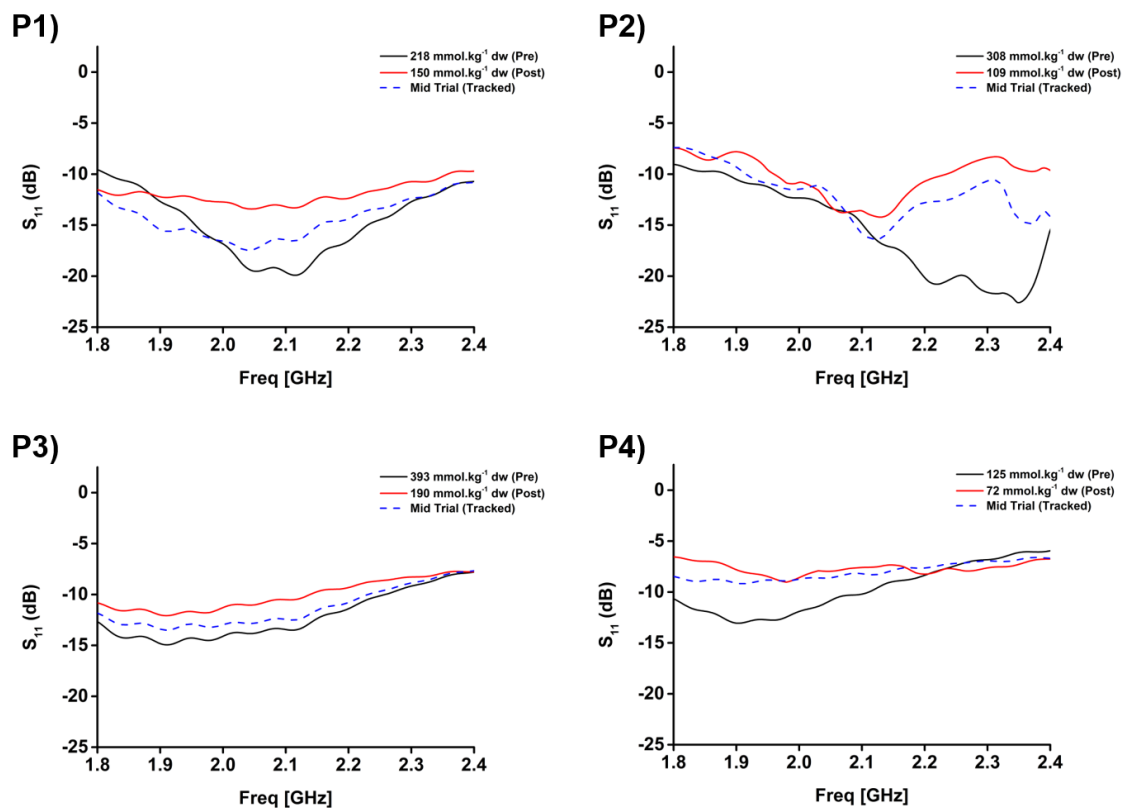 P1)
218 mmol.kg⁻¹ dw (Pre)
150 mmol.kg⁻¹ dw (Post)
Mid Trial (Tracked)
0
-5
-10
-15
-20
-25
S₁₁ (dB)
1.8 1.9 2.0 2.1 2.2 2.3 2.4
Freq [GHz]
P2)
308 mmol.kg⁻¹ dw (Pre)
109 mmol.kg⁻¹ dw (Post)
Mid Trial (Tracked)
0
-5
-10
-15
-20
-25
S₁₁ (dB)
1.8 1.9 2.0 2.1 2.2 2.3 2.4
Freq [GHz]
P3)
393 mmol.kg⁻¹ dw (Pre)
190 mmol.kg⁻¹ dw (Post)
Mid Trial (Tracked)
0
-5
-10
-15
-20
-25
S₁₁ (dB)
1.8 1.9 2.0 2.1 2.2 2.3 2.4
Freq [GHz]
P4)
125 mmol.kg⁻¹ dw (Pre)
72 mmol.kg⁻¹ dw (Post)
Mid Trial (Tracked)
0
-5
-10
-15
-20
-25
S₁₁ (dB)
1.8 1.9 2.0 2.1 2.2 2.3 2.4
Freq [GHz]